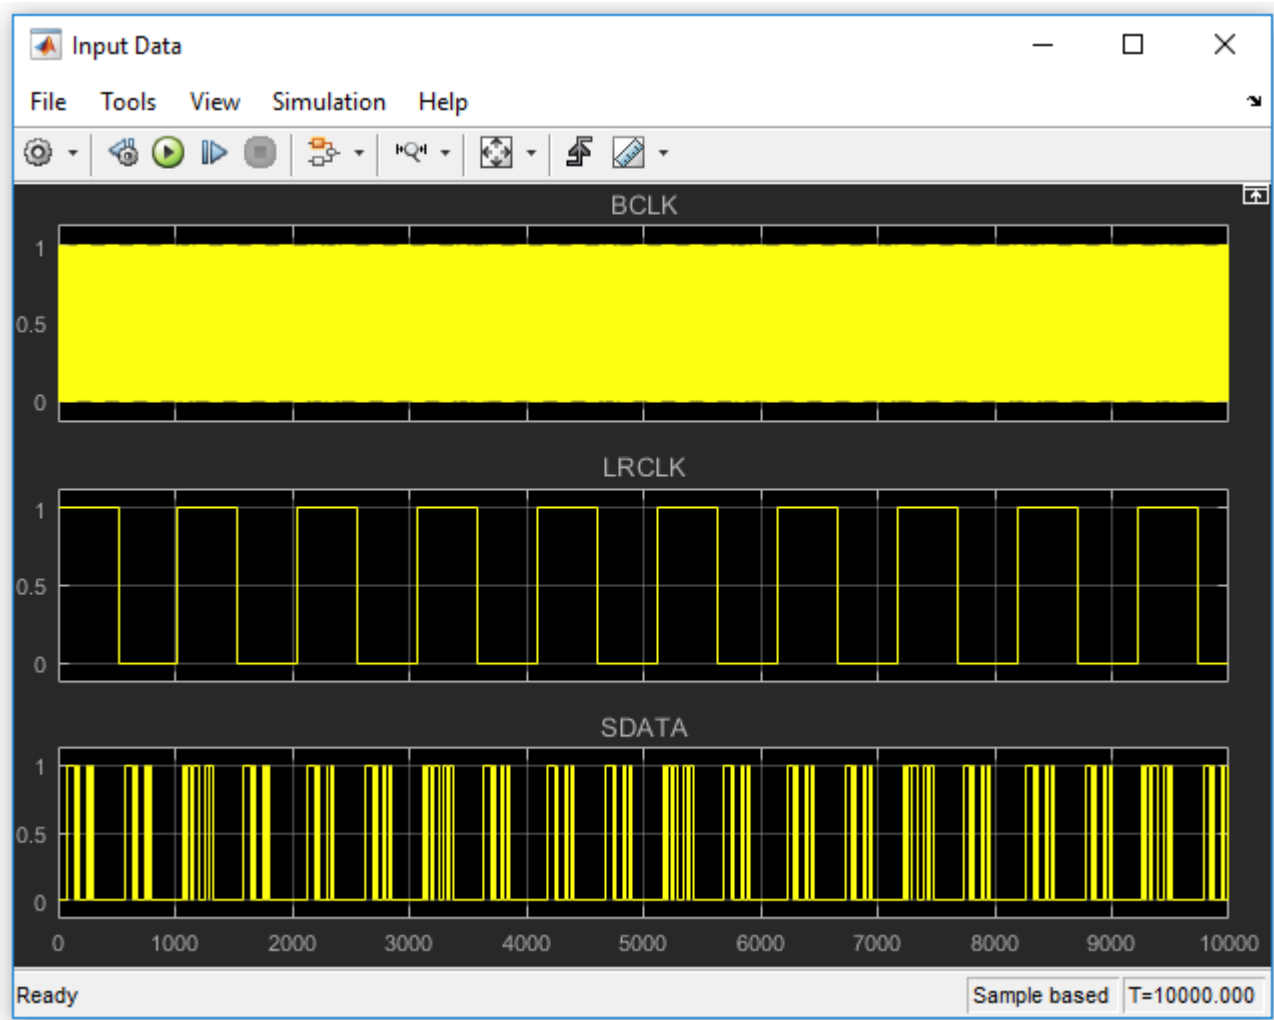 Input Data
File Tools View Simulation Help
BCLK
1
0.5
0
LRCLK
1
0.5
0
SDATA
1
0.5
0
0 1000 2000 3000 4000 5000 6000 7000 8000 9000 10000
Ready Sample based T=10000.000